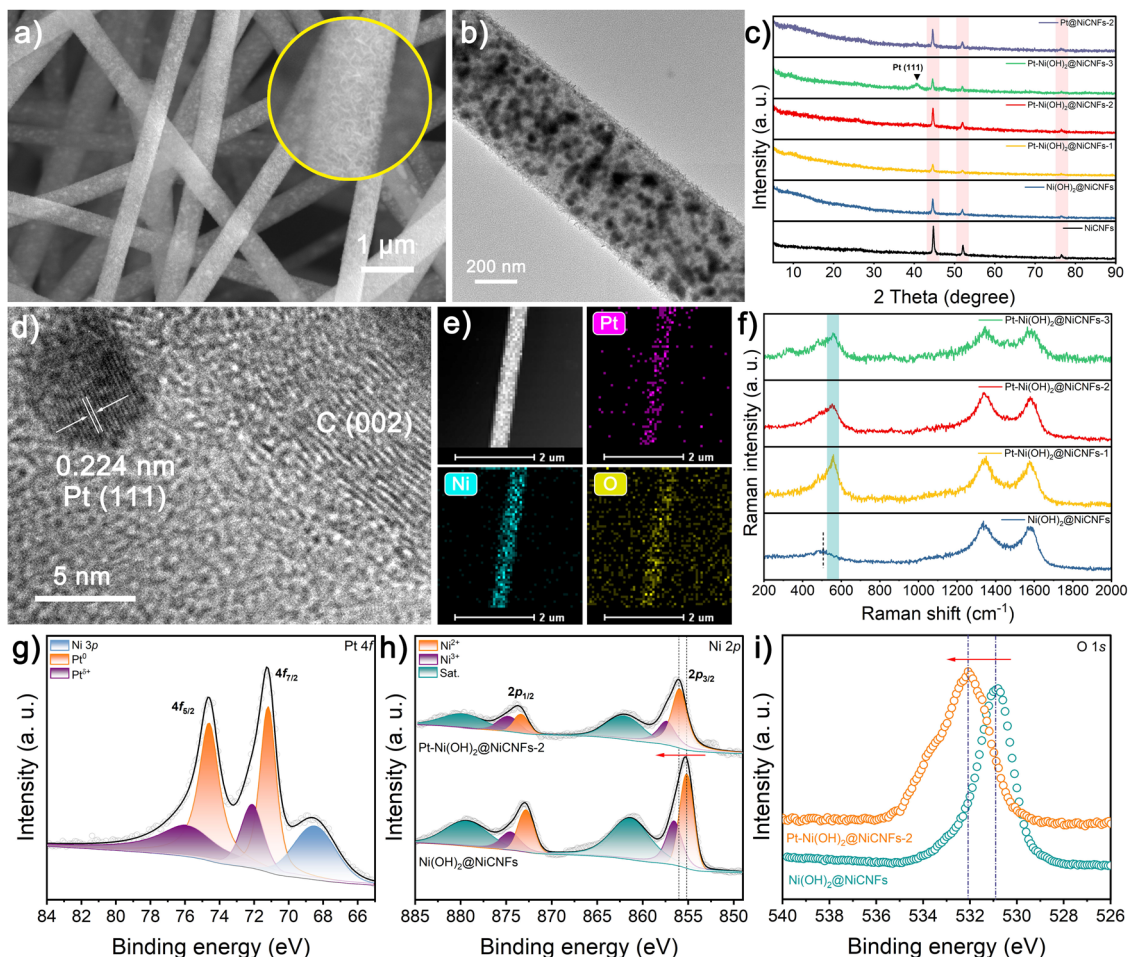 a)
1 μm
b)
200 nm
c)
Intensity (a. u.)
Pt@NiCNFs-2
Pt (111)
Pt-Ni(OH)₂@NiCNFs-3
Pt-Ni(OH)₂@NiCNFs-2
Pt-Ni(OH)₂@NiCNFs-1
Ni(OH)₂@NiCNFs
NiCNFs
10 20 30 40 50 60 70 80 90
2 Theta (degree)
d)
0.224 nm
Pt (111)
C (002)
5 nm
e)
2 um
Pt
2 um
Ni
2 um
O
2 um
f)
Raman intensity (a. u.)
Pt-Ni(OH)₂@NiCNFs-3
Pt-Ni(OH)₂@NiCNFs-2
Pt-Ni(OH)₂@NiCNFs-1
Ni(OH)₂@NiCNFs
200 400 600 800 1000 1200 1400 1600 1800 2000
Raman shift (cm⁻¹)
g)
Ni 3p
Pt⁰
Ptᵟ⁺
Pt 4f
4f₇/₂
4f₅/₂
Intensity (a. u.)
84 82 80 78 76 74 72 70 68 66
Binding energy (eV)
h)
Ni²⁺
Ni³⁺
Sat.
Ni 2p
2p₃/₂
2p₁/₂
Pt-Ni(OH)₂@NiCNFs-2
Ni(OH)₂@NiCNFs
Intensity (a. u.)
885 880 875 870 865 860 855 850
Binding energy (eV)
i)
O 1s
Pt-Ni(OH)₂@NiCNFs-2
Ni(OH)₂@NiCNFs
Intensity (a. u.)
540 538 536 534 532 530 528 526
Binding energy (eV)